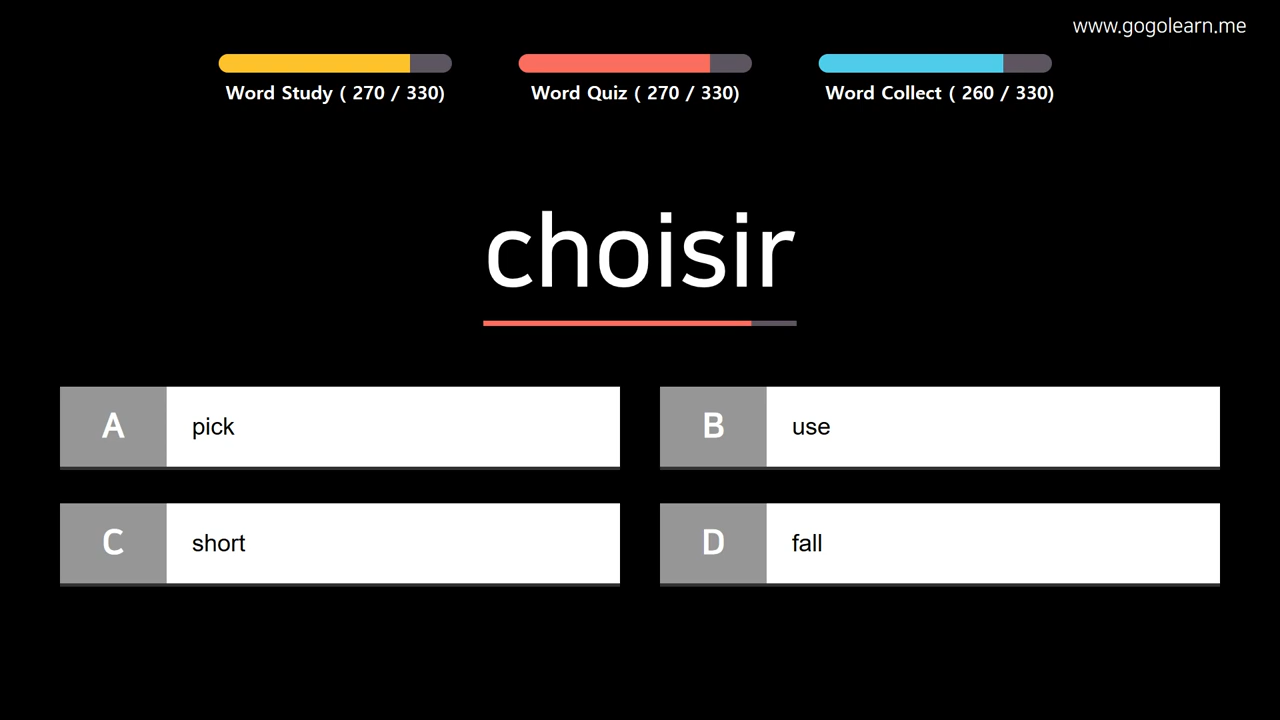 www.gogolearn.me
Word Study ( 270 / 330)
Word Quiz ( 270 / 330)
Word Collect ( 260 / 330)
choisir
A pick
B use
C short
D fall